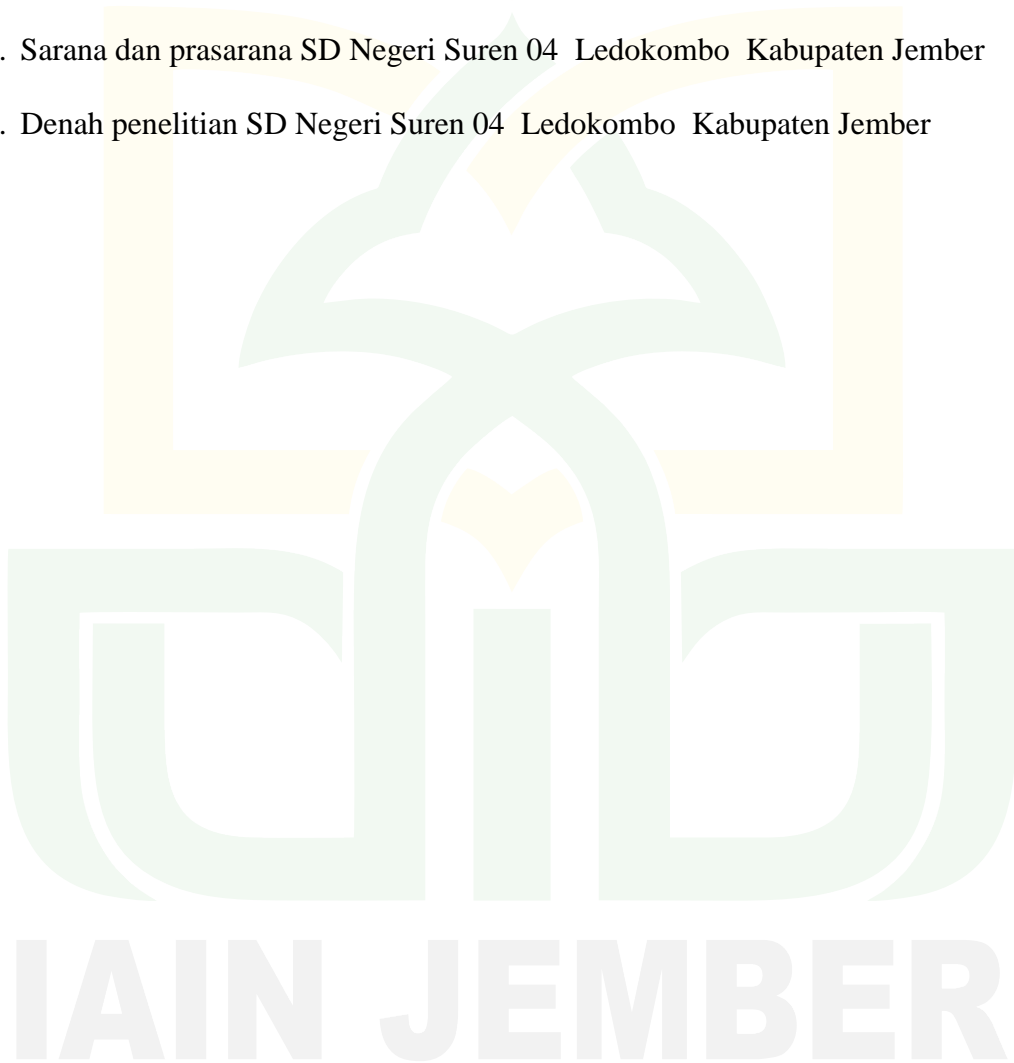 . Sarana dan prasarana SD Negeri Suren 04 Ledokombo Kabupaten Jember
. Denah penelitian SD Negeri Suren 04 Ledokombo Kabupaten Jember
IAIN JEMBER